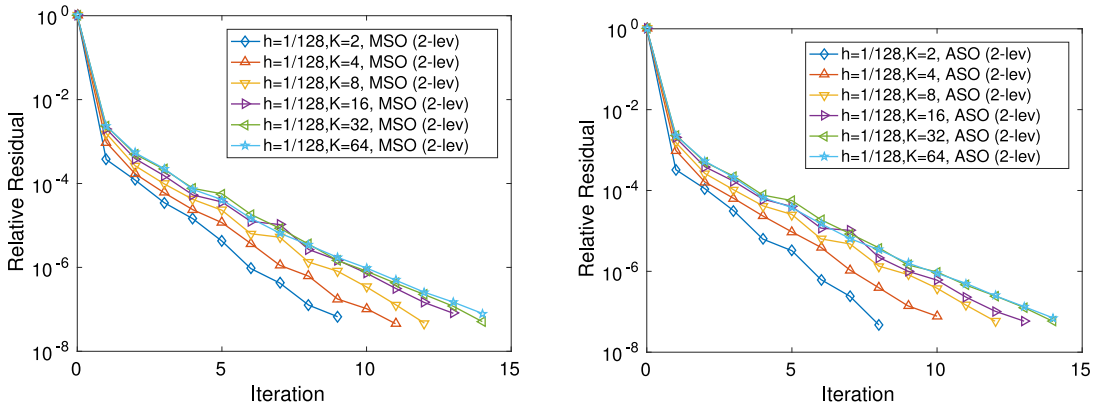 10^0
10^-2
10^-4
10^-6
10^-8
Relative Residual
0
5
10
15
Iteration
h=1/128,K=2, MSO (2-lev)
h=1/128,K=4, MSO (2-lev)
h=1/128,K=8, MSO (2-lev)
h=1/128,K=16, MSO (2-lev)
h=1/128,K=32, MSO (2-lev)
h=1/128,K=64, MSO (2-lev)
10^0
10^-2
10^-4
10^-6
10^-8
Relative Residual
0
5
10
15
Iteration
h=1/128,K=2, ASO (2-lev)
h=1/128,K=4, ASO (2-lev)
h=1/128,K=8, ASO (2-lev)
h=1/128,K=16, ASO (2-lev)
h=1/128,K=32, ASO (2-lev)
h=1/128,K=64, ASO (2-lev)